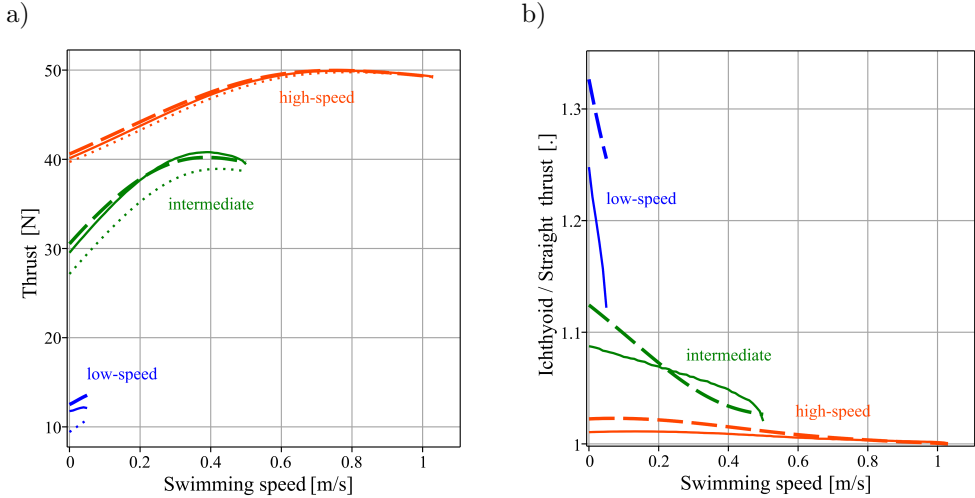 a)
50
40
30
20
10
Thrust [N]
high-speed
intermediate
low-speed
0
0.2
0.4
0.6
0.8
1
Swimming speed [m/s]
b)
1.3
1.2
1.1
1
Ichthyoid / Straight thrust [.]
low-speed
intermediate
high-speed
0
0.2
0.4
0.6
0.8
1
Swimming speed [m/s]